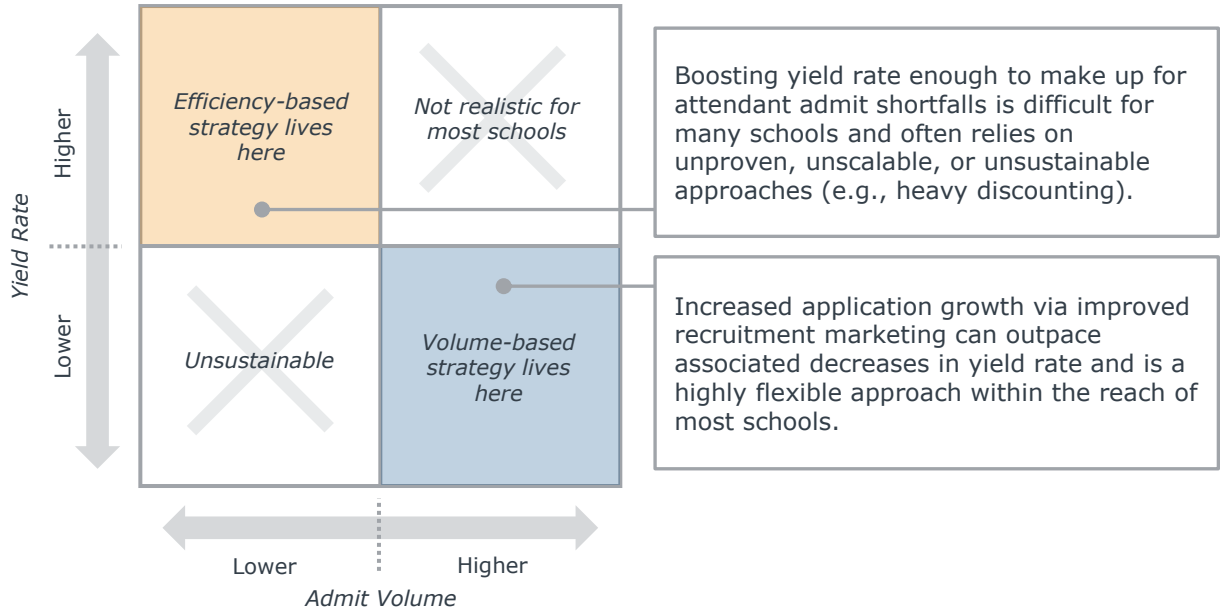 Yield Rate
Higher
Lower
Efficiency-based
strategy lives
here
Not realistic for
most schools
Unsustainable
Volume-based
strategy lives
here
Lower
Higher
Admit Volume
Boosting yield rate enough to make up for
attendant admit shortfalls is difficult for
many schools and often relies on
unproven, unscalable, or unsustainable
approaches (e.g., heavy discounting).
Increased application growth via improved
recruitment marketing can outpace
associated decreases in yield rate and is a
highly flexible approach within the reach of
most schools.